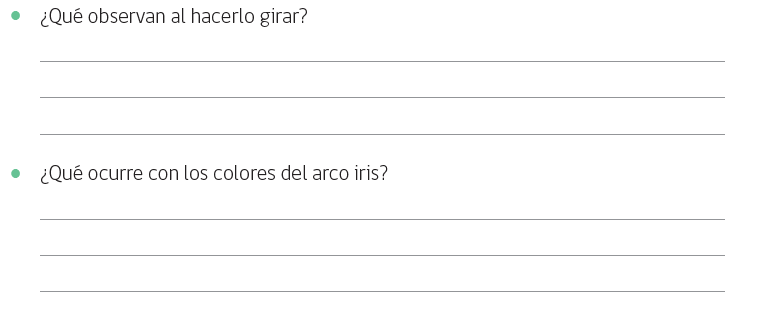 ¿Qué observan al hacerlo girar?
¿Qué ocurre con los colores del arco iris?